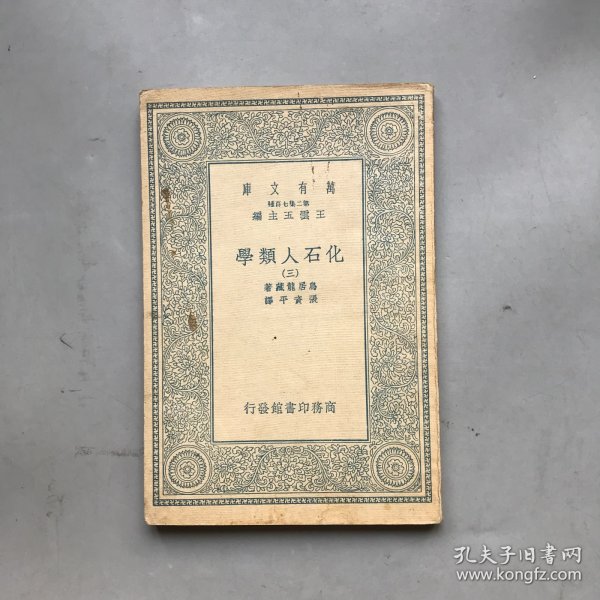 萬有文庫
第二集七百種
王雲五主編
化石人類學
(三)
鳥居龍藏著
張資平譯
商務印書館發行
孔夫子旧书网
www.kongfz.com